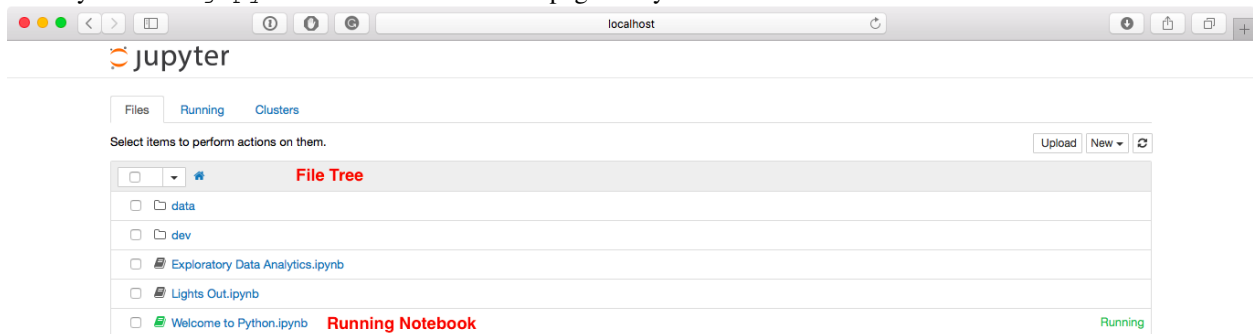 localhost
jupyter
Files Running Clusters
Select items to perform actions on them.
Upload New
File Tree
data
dev
Exploratory Data Analytics.ipynb
Lights Out.ipynb
Welcome to Python.ipynb Running Notebook Running